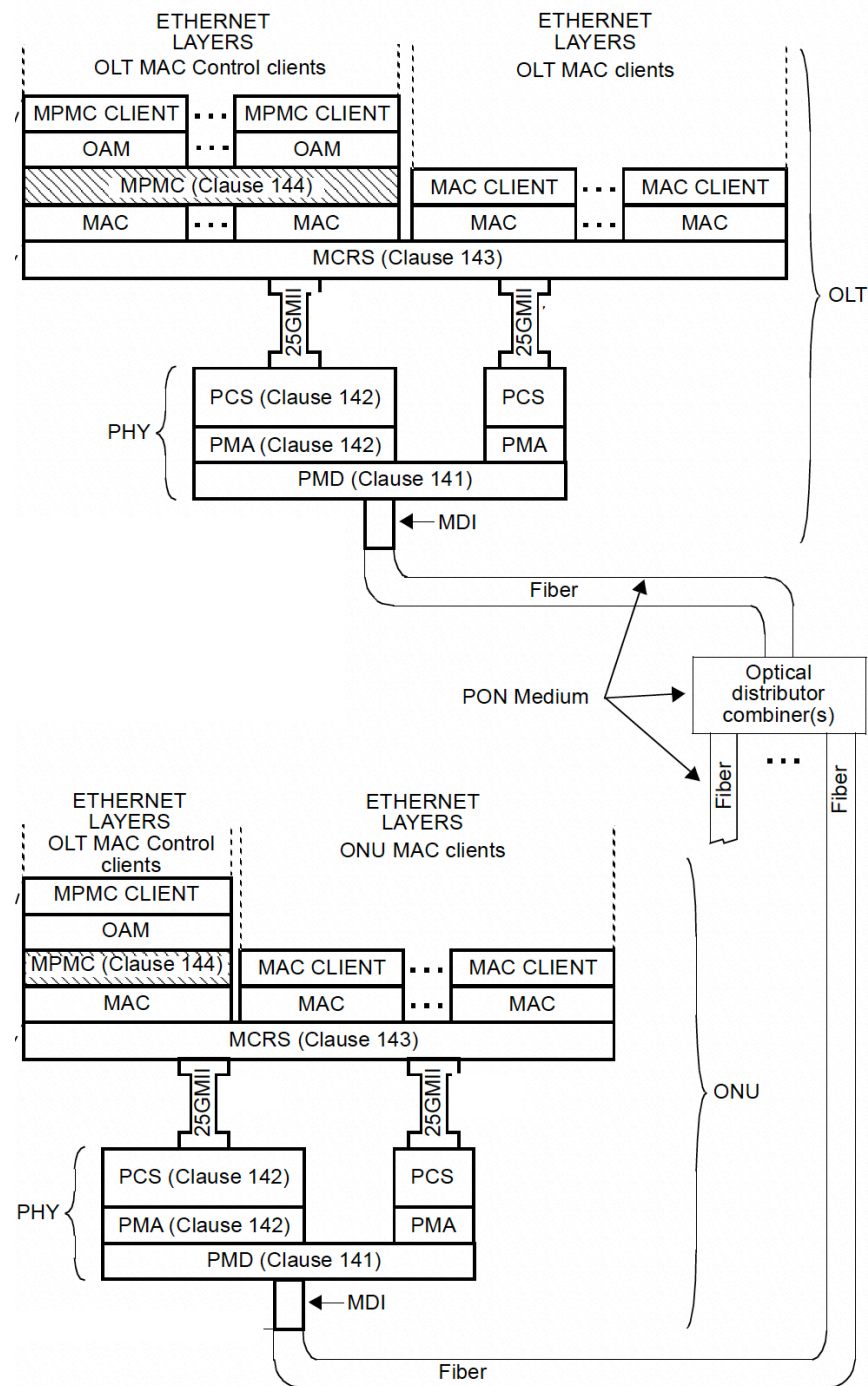 ETHERNET
LAYERS
OLT MAC Control clients
ETHERNET
LAYERS
OLT MAC clients
MPMC CLIENT ... MPMC CLIENT
OAM ... OAM
MPMC (Clause 144)
MAC CLIENT ... MAC CLIENT
MAC ... MAC
MAC ... MAC
MCRS (Clause 143)
OLT
25GMII
25GMII
PHY
PCS (Clause 142)
PCS
PMA (Clause 142)
PMA
PMD (Clause 141)
MDI
Fiber
PON Medium
Optical
distributor
combiner(s)
...
Fiber
Fiber
ETHERNET
LAYERS
OLT MAC Control
clients
ETHERNET
LAYERS
ONU MAC clients
MPMC CLIENT
OAM
MPMC (Clause 144)
MAC CLIENT ... MAC CLIENT
MAC
MAC ... MAC
MCRS (Clause 143)
ONU
25GMII
25GMII
PHY
PCS (Clause 142)
PCS
PMA (Clause 142)
PMA
PMD (Clause 141)
MDI
Fiber